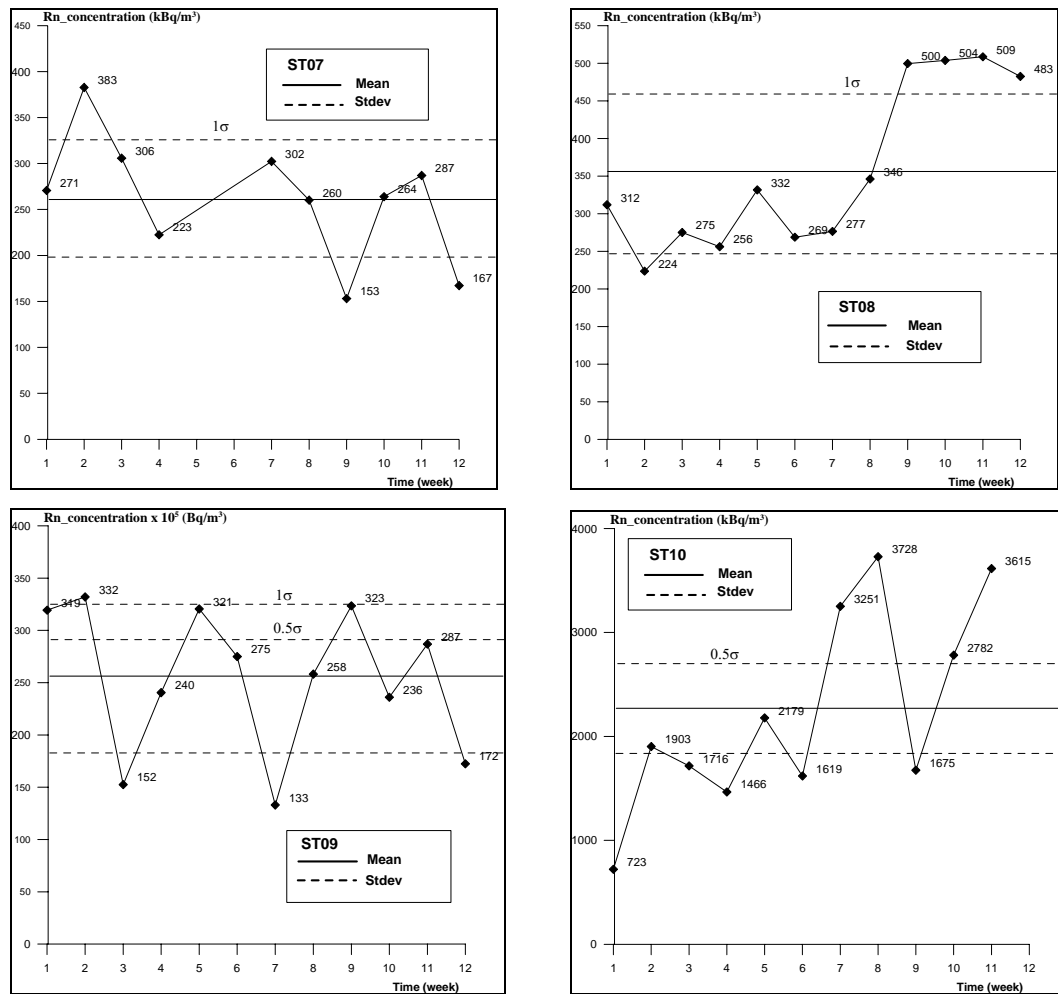 Rn_concentration (kBq/m³)
450
400
350
300
250
200
150
100
50
0
ST07
Mean
Stdev
1σ
271
383
306
223
302
260
153
264
287
167
1 2 3 4 5 6 7 8 9 10 11 12
Time (week)
Rn_concentration (kBq/m³)
550
500
450
400
350
300
250
200
150
100
50
0
1σ
312
224
275
256
332
269
277
346
500
504
509
483
ST08
Mean
Stdev
1 2 3 4 5 6 7 8 9 10 11 12
Time (week)
Rn_concentration x 10⁵ (Bq/m³)
400
350
300
250
200
150
100
50
0
1σ
0.5σ
319
332
152
240
321
275
133
258
323
236
287
172
ST09
Mean
Stdev
1 2 3 4 5 6 7 8 9 10 11 12
Time (week)
Rn_concentration (kBq/m³)
4000
3000
2000
1000
0
ST10
Mean
Stdev
0.5σ
723
1903
1716
1466
2179
1619
3251
3728
1675
2782
3615
1 2 3 4 5 6 7 8 9 10 11 12
Time (week)